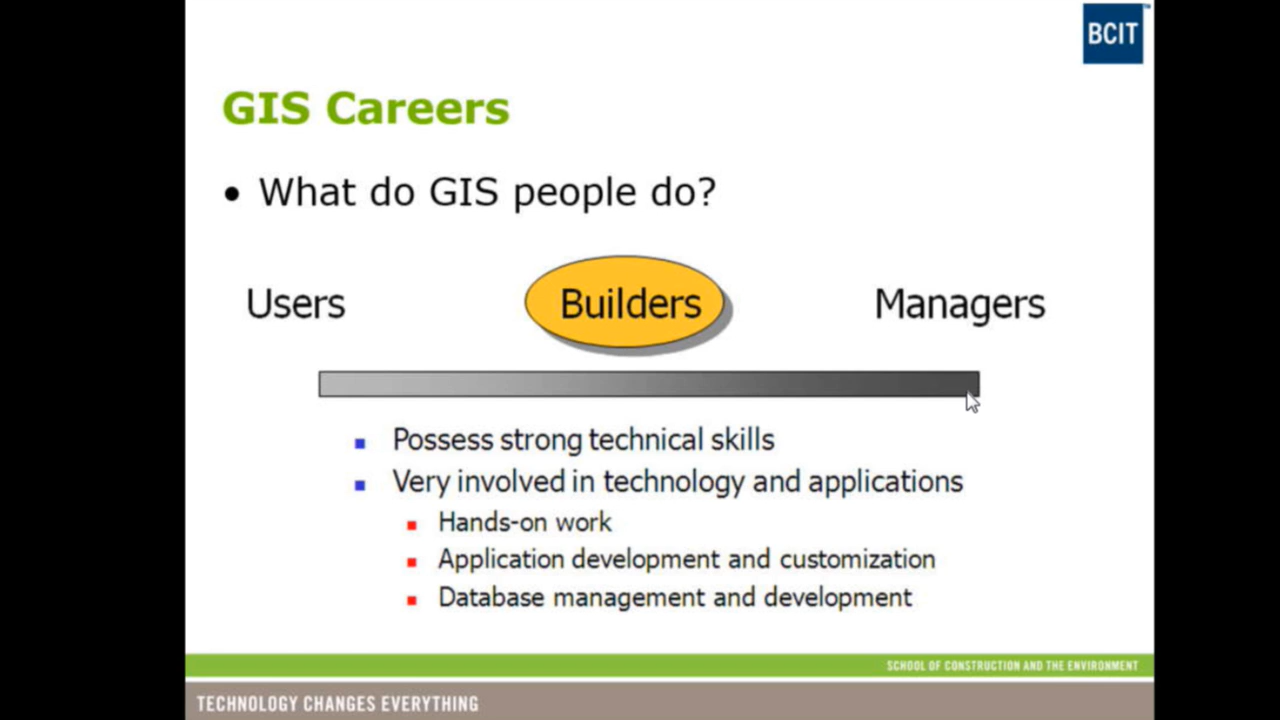 BCIT
GIS Careers
• What do GIS people do?
Users Builders Managers
Possess strong technical skills
Very involved in technology and applications
Hands-on work
Application development and customization
Database management and development
SCHOOL OF CONSTRUCTION AND THE ENVIRONMENT
TECHNOLOGY CHANGES EVERYTHING